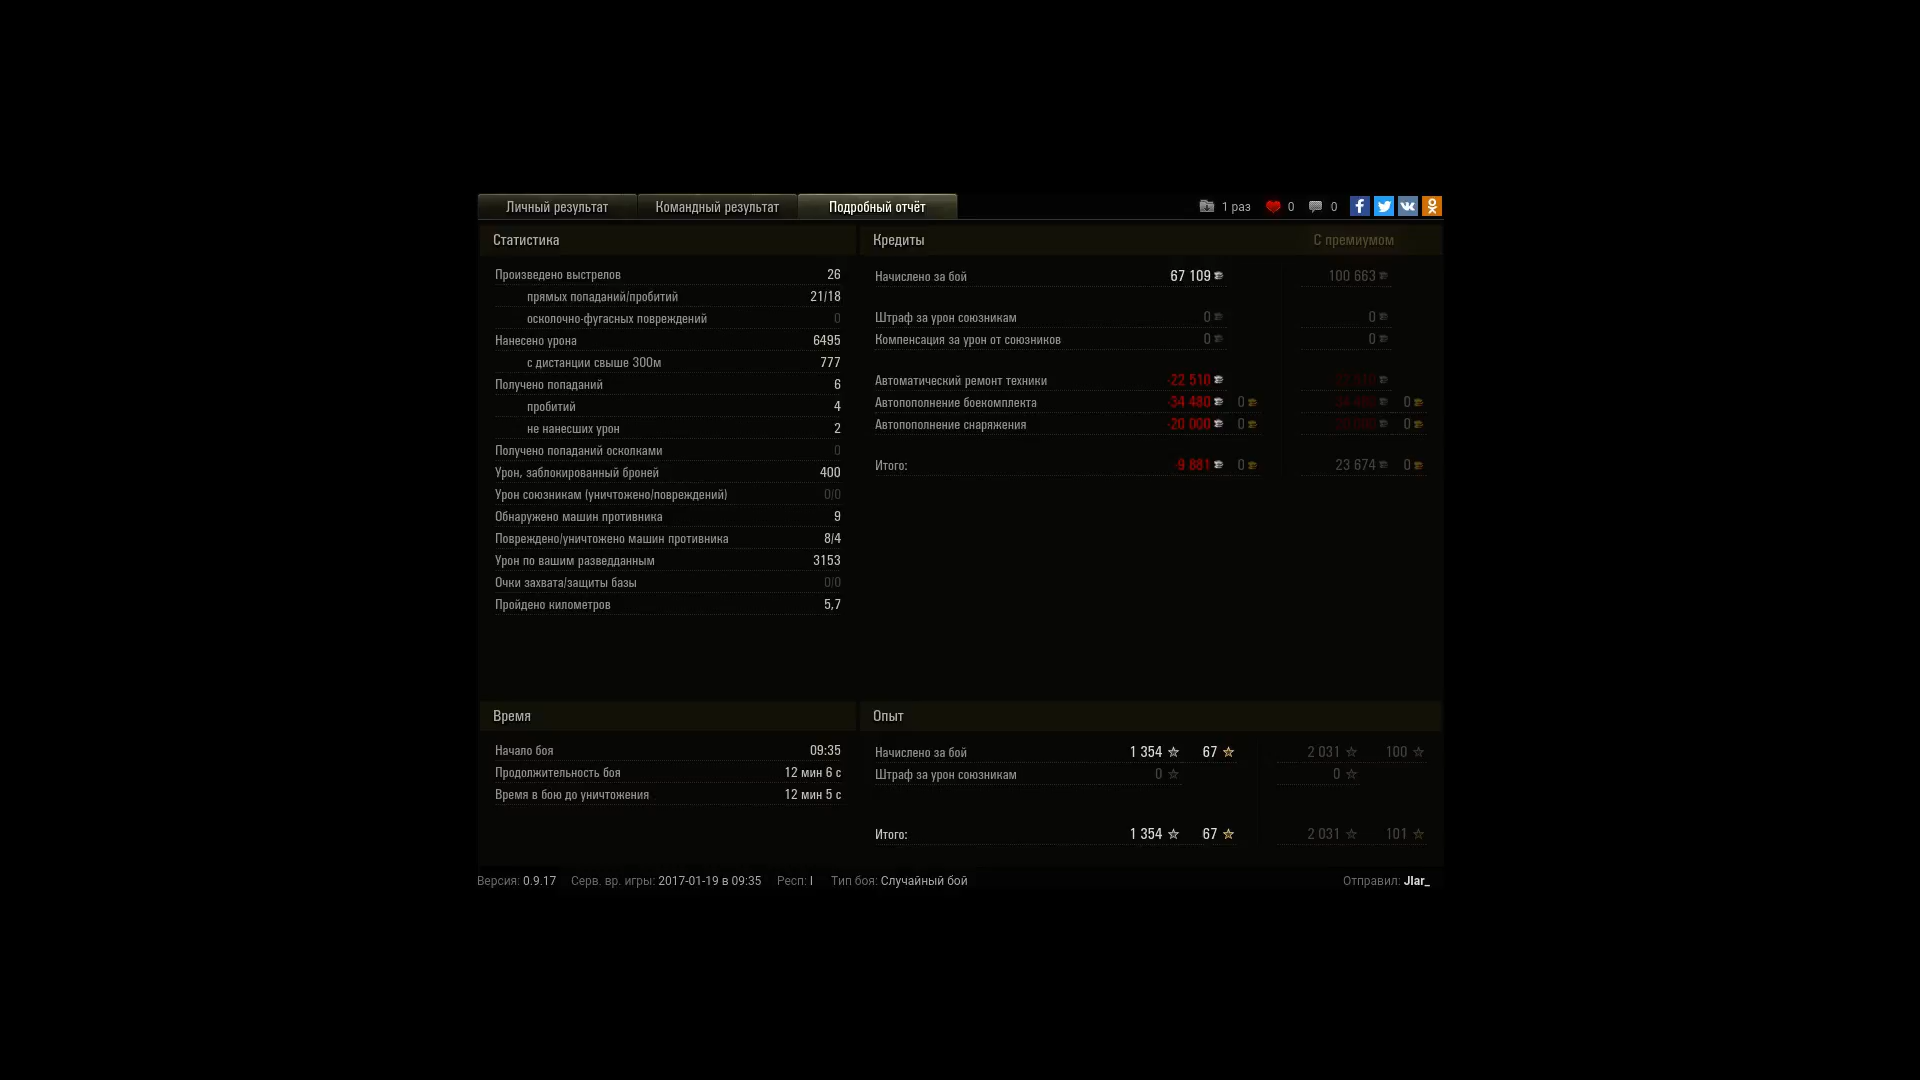 Личный результат Командный результат Подробный отчёт 1 раз 0 0
Статистика
Произведено выстрелов 26
прямых попаданий/пробитий 21/18
осколочно-фугасных повреждений 0
Нанесено урона 6495
с дистанции свыше 300м 777
Получено попаданий 6
пробитий 4
не нанесших урон 2
Получено попаданий осколками 0
Урон, заблокированный броней 400
Урон союзникам (уничтожено/повреждений) 0/0
Обнаружено машин противника 9
Повреждено/уничтожено машин противника 8/4
Урон по вашим разведданным 3153
Очки захвата/защиты базы 0/0
Пройдено километров 5,7
Кредиты С премиумом
Начислено за бой 67 109 100 663
Штраф за урон союзникам 0 0
Компенсация за урон от союзников 0 0
Автоматический ремонт техники -22 510 -22 510
Автопополнение боекомплекта -34 480 0 -34 480 0
Автопополнение снаряжения -20 000 0 -20 000 0
Итого: -9 881 0 23 674 0
Время
Начало боя 09:35
Продолжительность боя 12 мин 6 с
Время в бою до уничтожения 12 мин 5 с
Опыт
Начислено за бой 1 354 67 2 031 100
Штраф за урон союзникам 0 0
Итого: 1 354 67 2 031 101
Версия: 0.9.17 Серв. вр. игры: 2017-01-19 в 09:35 Респ: I Тип боя: Случайный бой Отправил: Jlar_